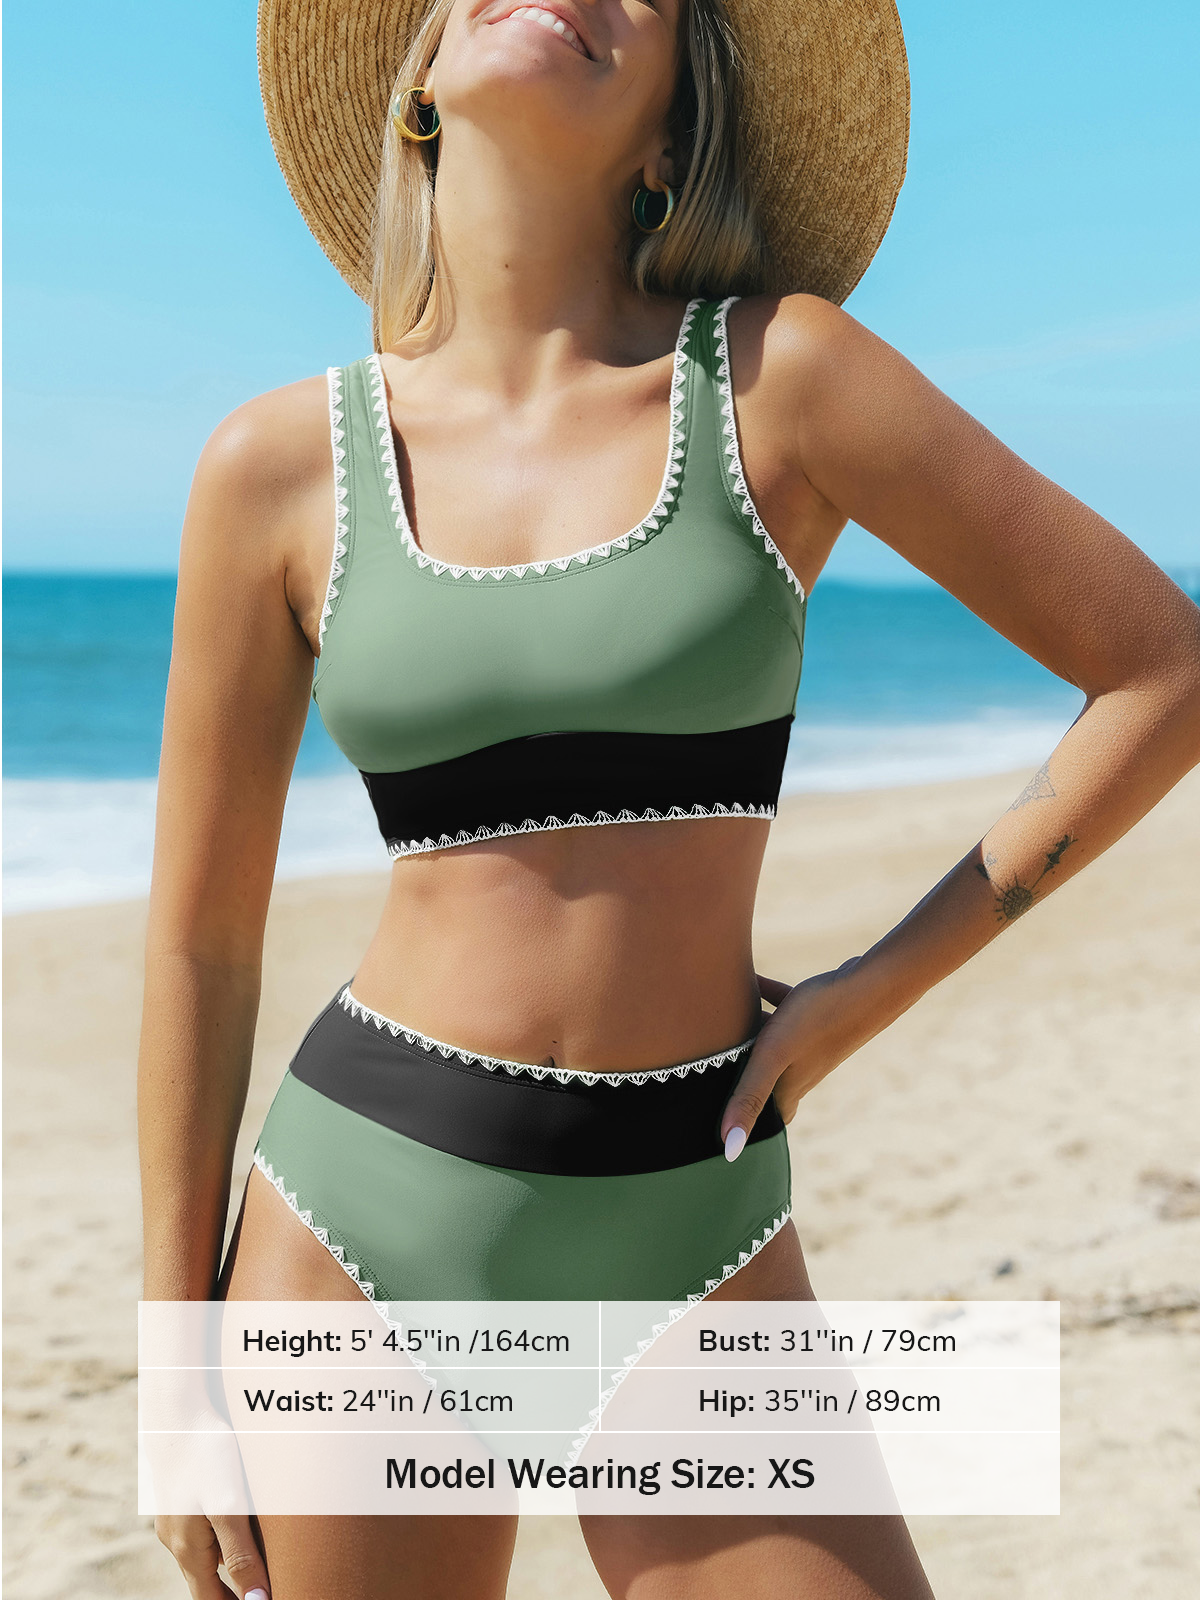 Height: 5' 4.5"in /164cm
Bust: 31"in / 79cm
Waist: 24"in / 61cm
Hip: 35"in / 89cm
Model Wearing Size: XS